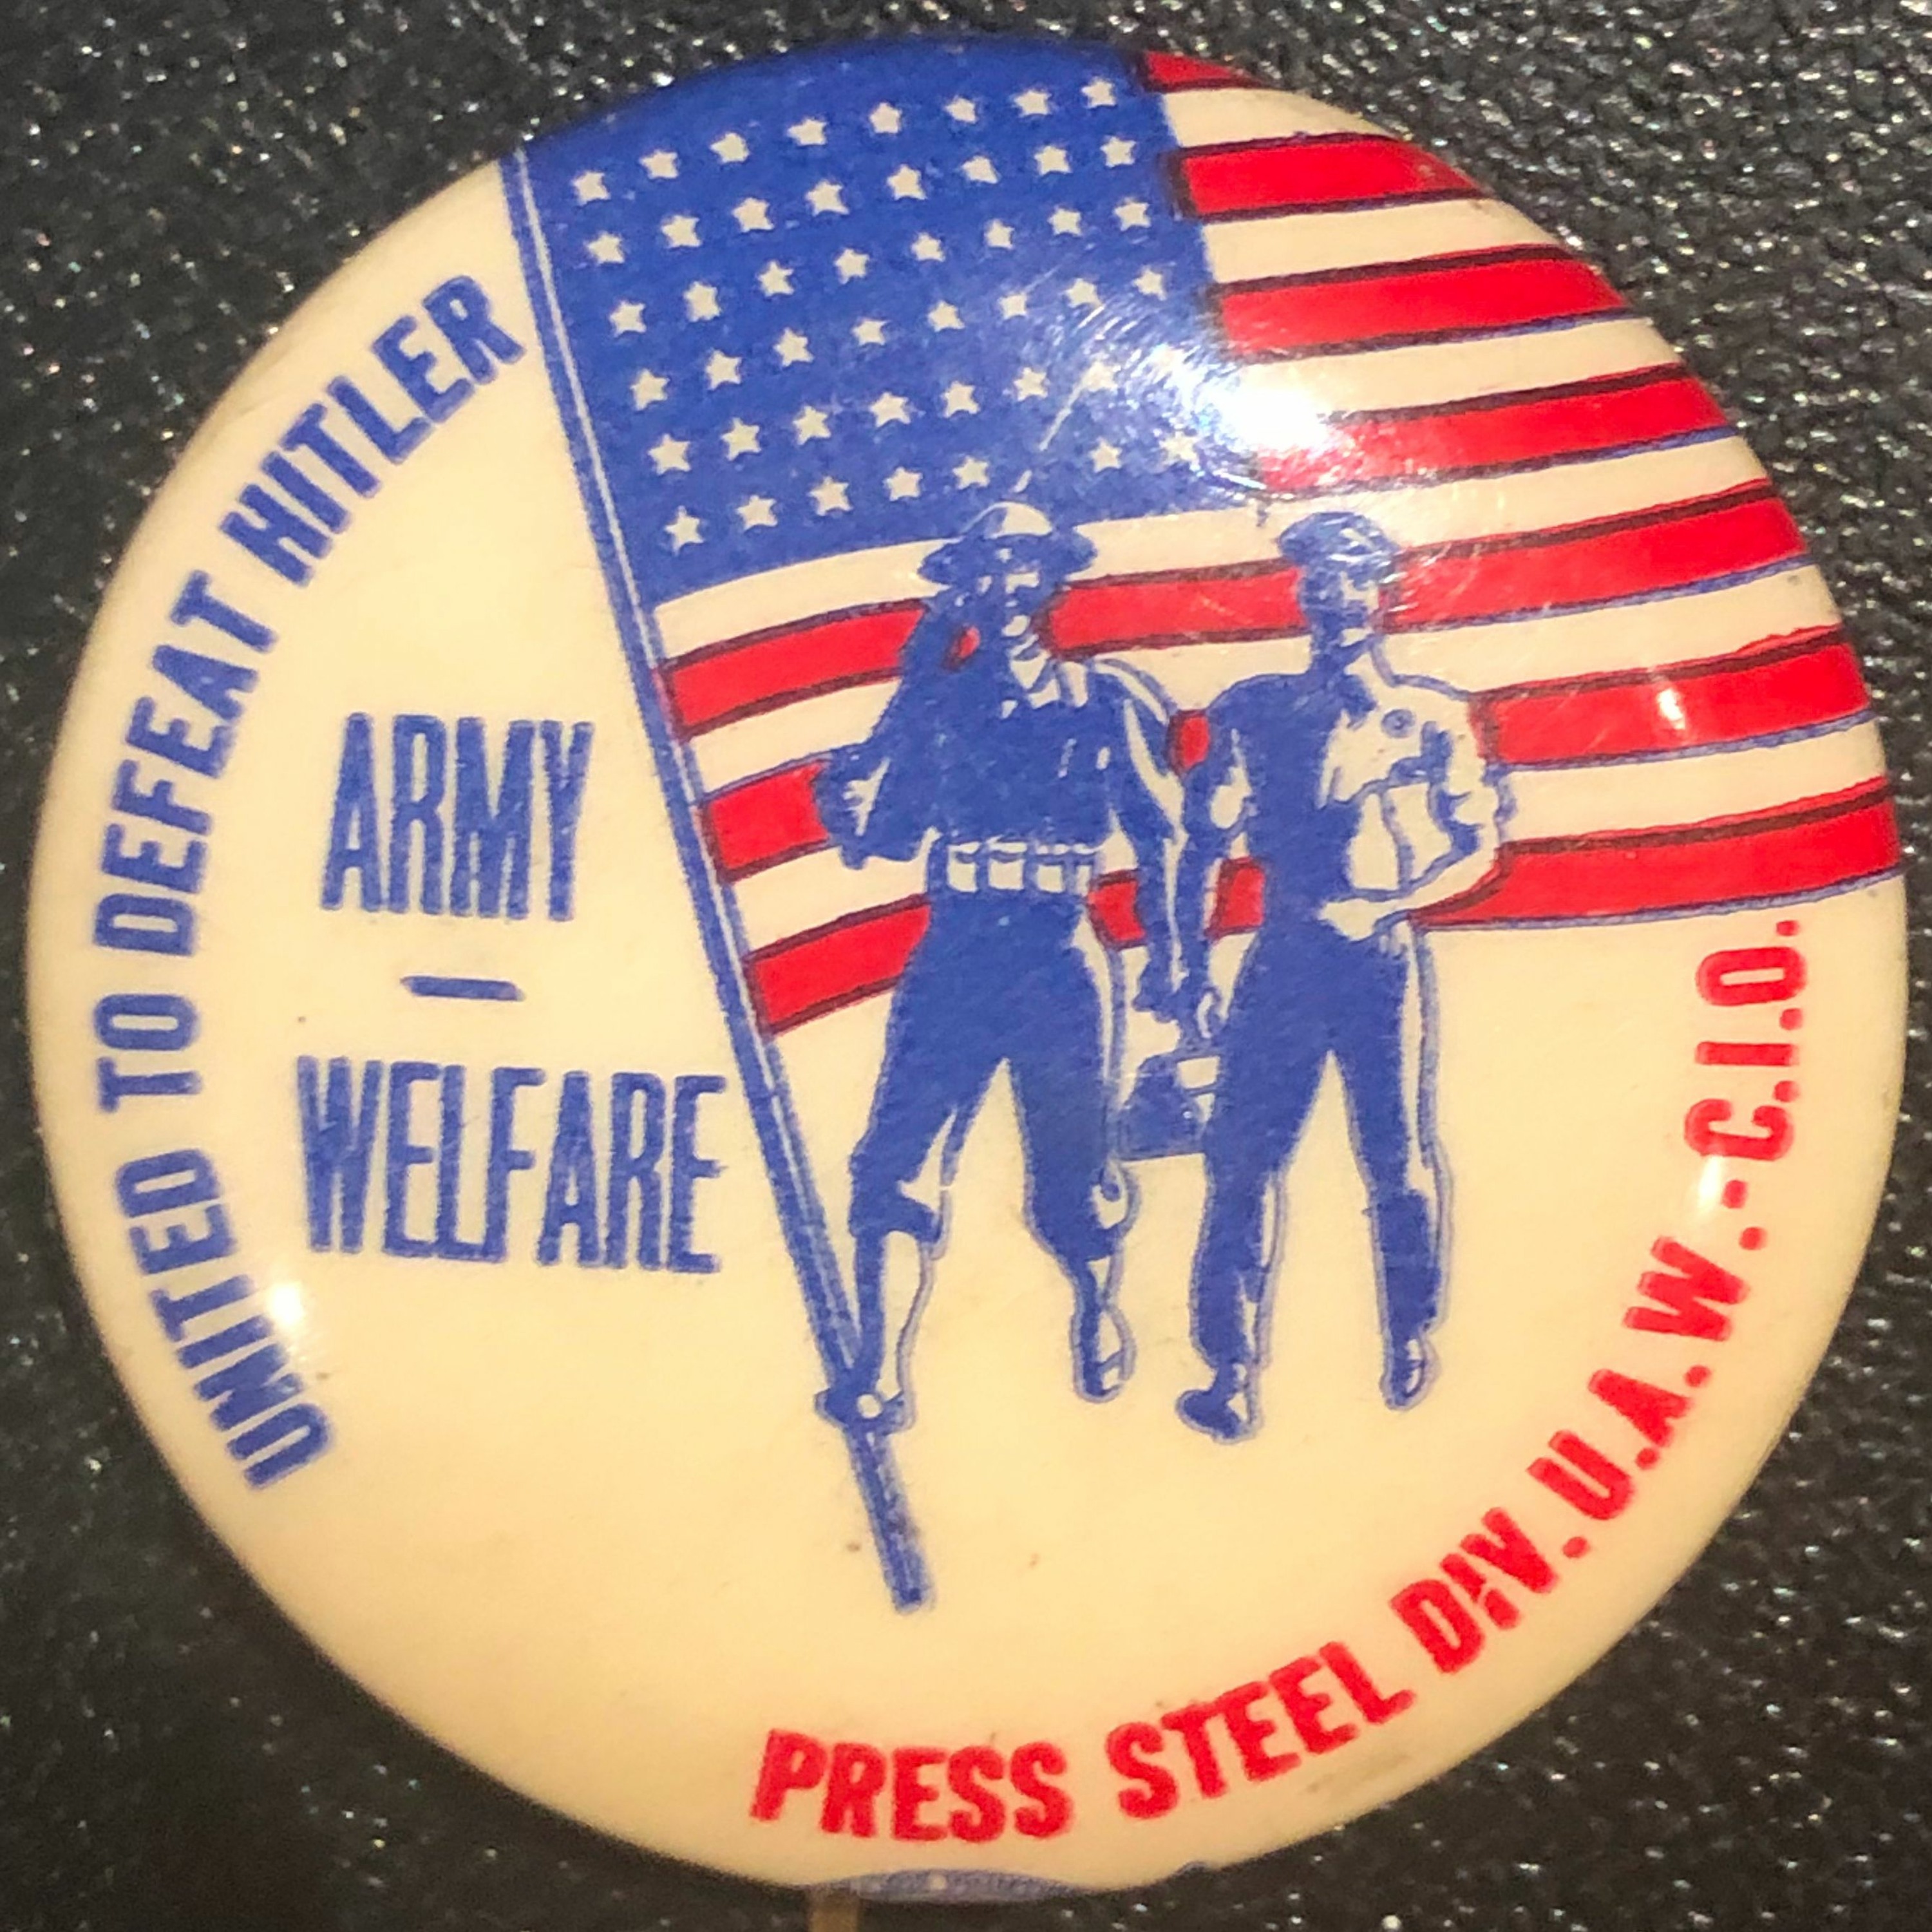 UNITED TO DEFEAT HITLER
ARMY
—
WELFARE
PRESS STEEL DIV. U.A.W.-C.I.O.